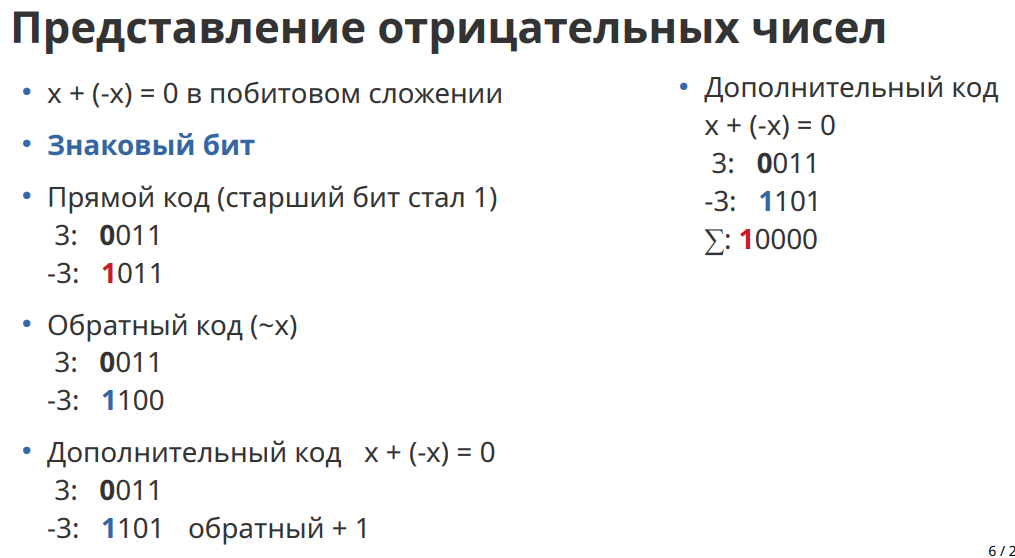 Представление отрицательных чисел
• x + (-x) = 0 в побитовом сложении
• Знаковый бит
• Прямой код (старший бит стал 1)
3: 0011
-3: 1011
• Обратный код (~x)
3: 0011
-3: 1100
• Дополнительный код x + (-x) = 0
3: 0011
-3: 1101 обратный + 1
• Дополнительный код
x + (-x) = 0
3: 0011
-3: 1101
∑: 10000
6 / 2